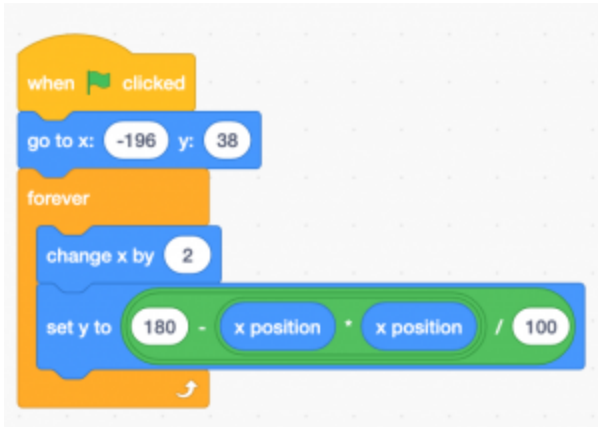 when clicked
go to x: -196 y: 38
forever
change x by 2
set y to 180 - x position * x position / 100